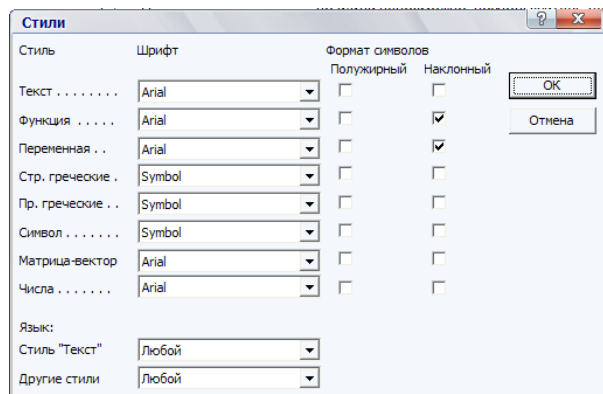 Стили
Стиль Шрифт Формат символов
Полужирный Наклонный
Текст . . . . . . . . Arial OK
Функция . . . . . Arial Отмена
Переменная . . Arial
Стр. греческие . Symbol
Пр. греческие . . Symbol
Символ . . . . . . . Symbol
Матрица-вектор Arial
Числа . . . . . . . Arial
Язык:
Стиль "Текст" Любой
Другие стили Любой